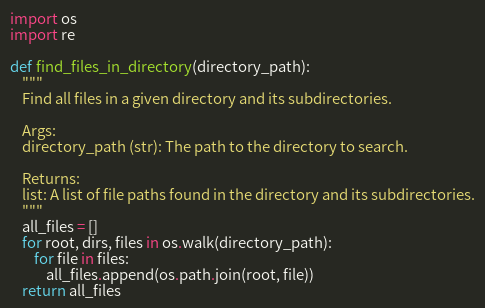 import os
import re

def find_files_in_directory(directory_path):
    """
    Find all files in a given directory and its subdirectories.

    Args:
    directory_path (str): The path to the directory to search.

    Returns:
    list: A list of file paths found in the directory and its subdirectories.
    """
    all_files = []
    for root, dirs, files in os.walk(directory_path):
        for file in files:
            all_files.append(os.path.join(root, file))
    return all_files